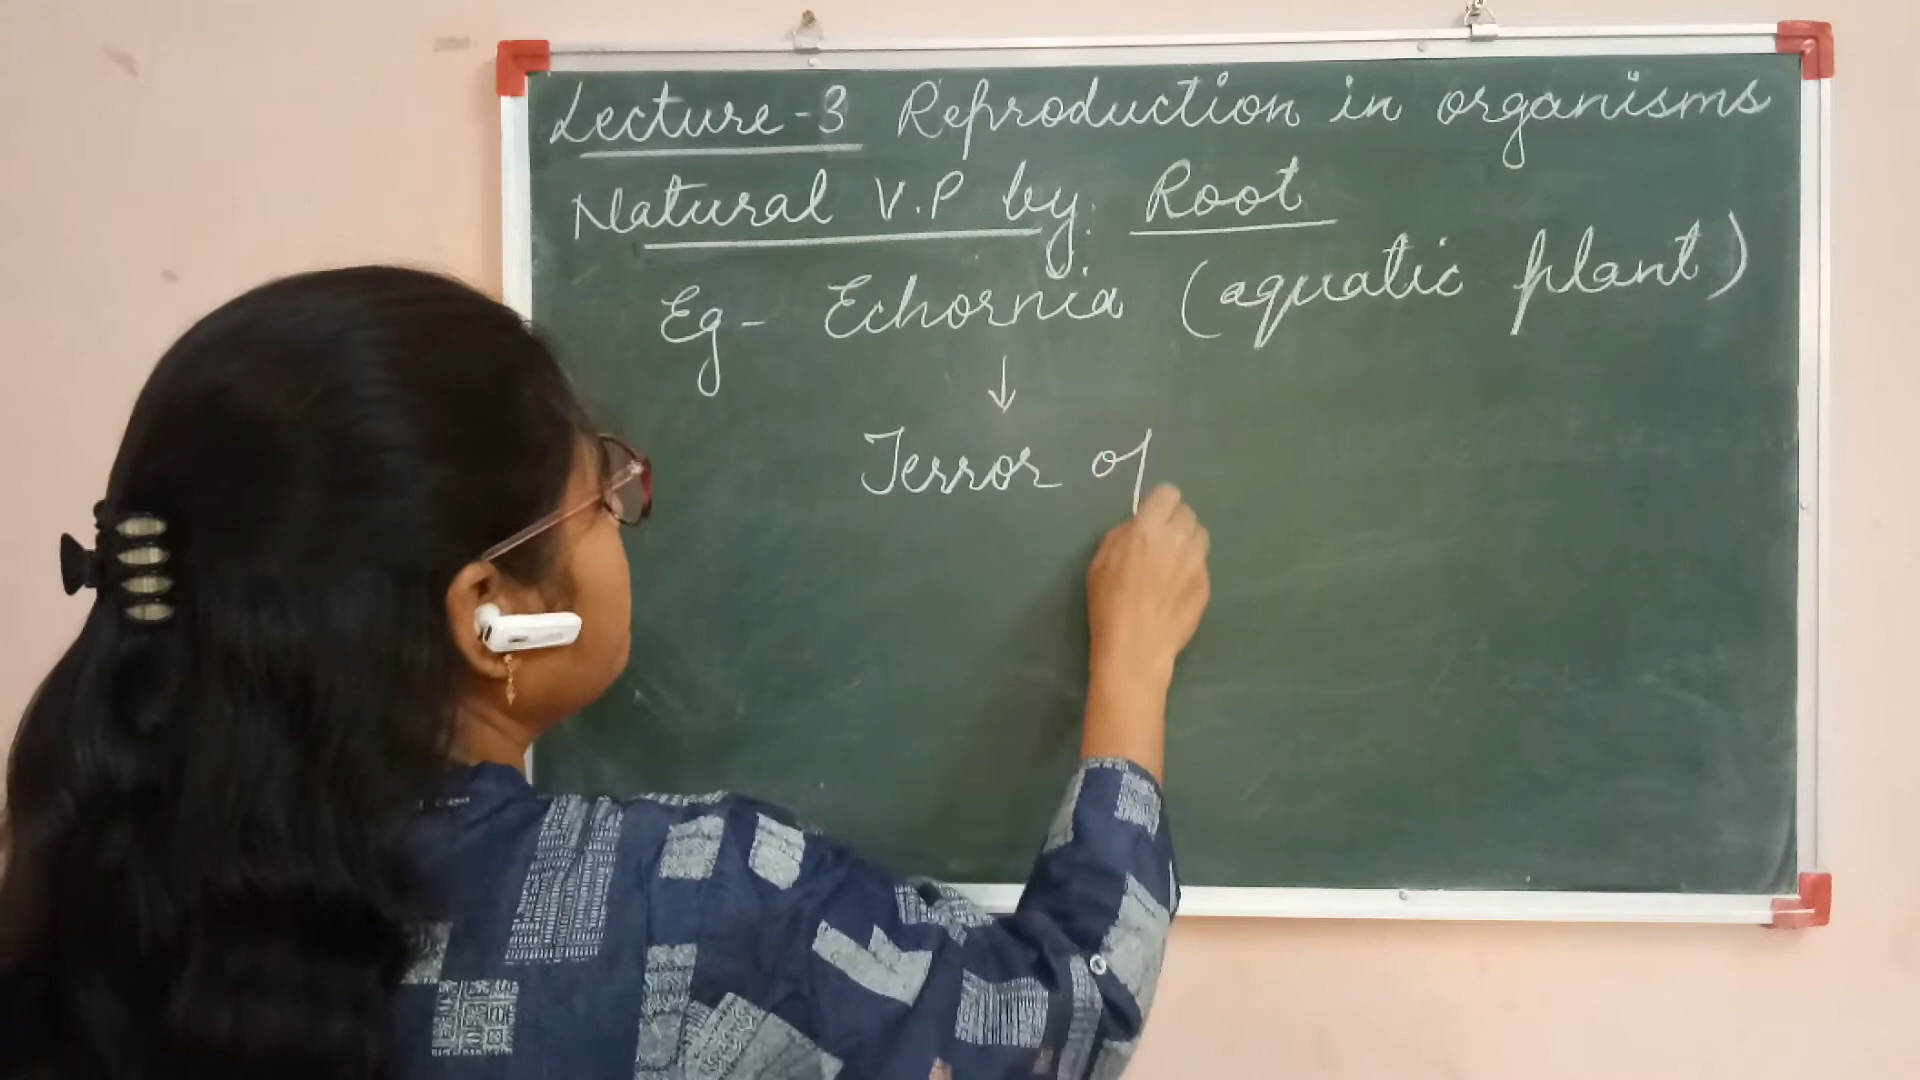 Lecture-3 Reproduction in organisms
Natural V.P by. Root
Eg- Echornia (aquatic plant)
↓
Terror of